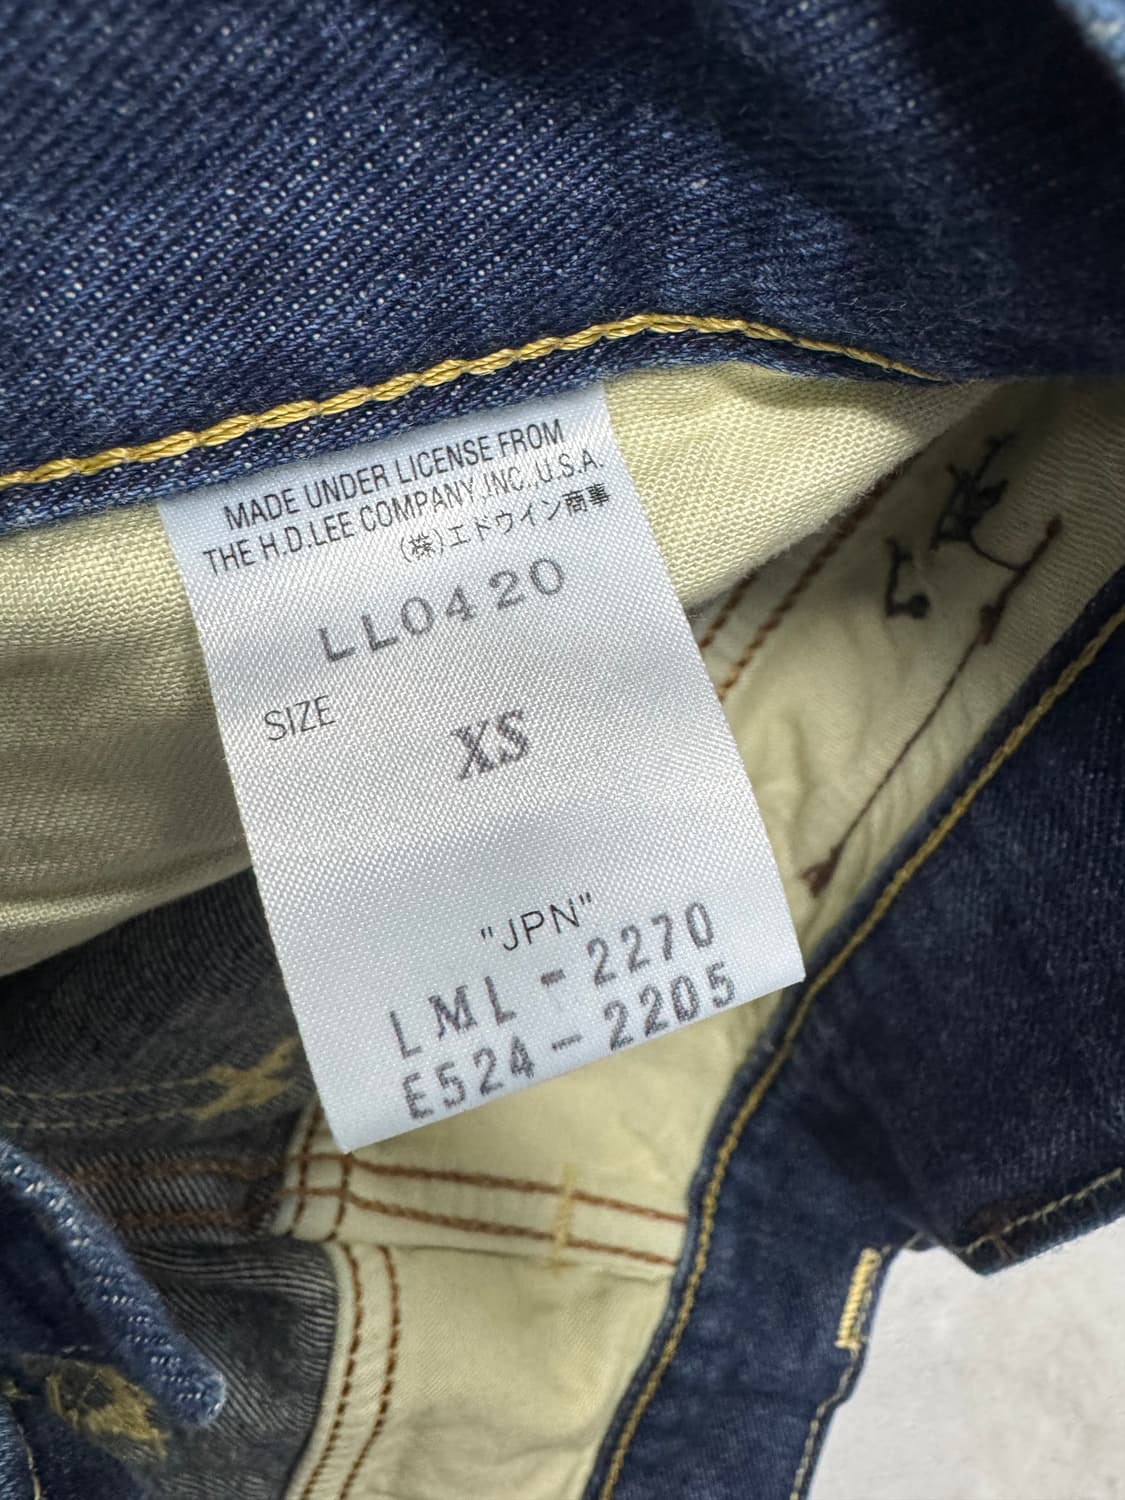 MADE UNDER LICENSE FROM
THE H.D.LEE COMPANY,INC.,U.S.A.
(株)エドウイン商事
LL0420
SIZE
XS
"JPN"
LML-2270
E524-2205